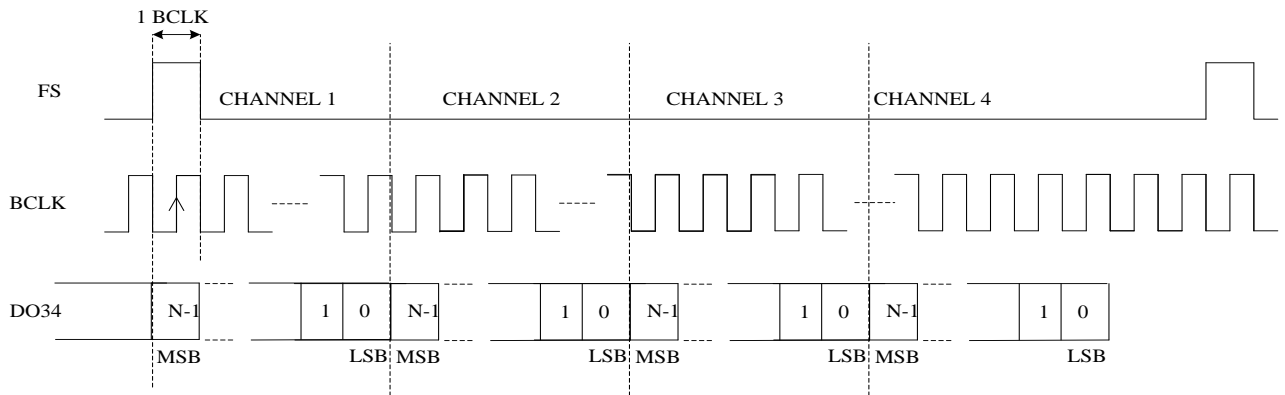 1 BCLK
FS
CHANNEL 1
CHANNEL 2
CHANNEL 3
CHANNEL 4
BCLK
DO34
N-1
1
0
N-1
1
0
N-1
1
0
N-1
1
0
MSB
LSB
MSB
LSB
MSB
LSB
MSB
LSB